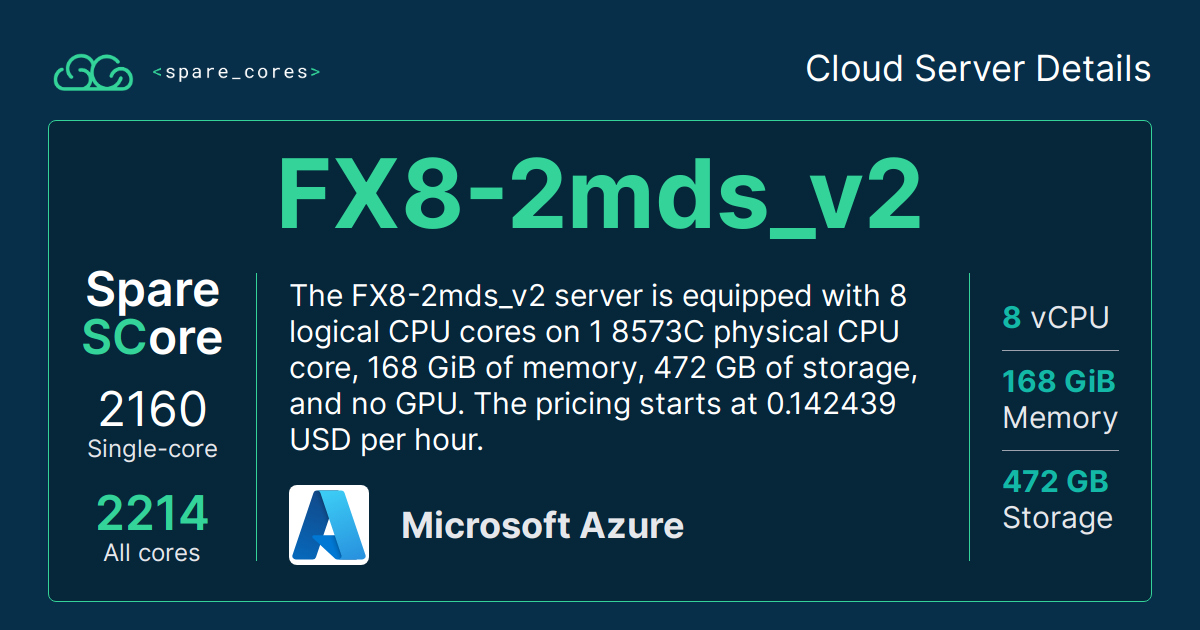 <spare_cores>
Cloud Server Details
FX8-2mds_v2
Spare
SCore
2160
Single-core
2214
All cores
The FX8-2mds_v2 server is equipped with 8
logical CPU cores on 1 8573C physical CPU
core, 168 GiB of memory, 472 GB of storage,
and no GPU. The pricing starts at 0.142439
USD per hour.
Microsoft Azure
8 vCPU
168 GiB
Memory
472 GB
Storage